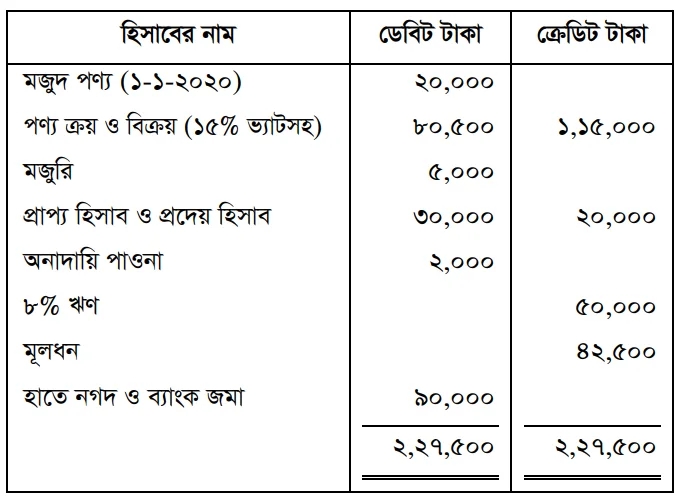 হিসাবের নাম ডেবিট টাকা ক্রেডিট টাকা
মজুদ পণ্য (১-১-২০২০) ২০,০০০
পণ্য ক্রয় ও বিক্রয় (১৫% ভ্যাটসহ) ৮০,৫০০ ১,১৫,০০০
মজুরি ৫,০০০
প্রাপ্য হিসাব ও প্রদেয় হিসাব ৩০,০০০ ২০,০০০
অনাদায়ি পাওনা ২,০০০
৮% ঋণ ৫০,০০০
মূলধন ৪২,৫০০
হাতে নগদ ও ব্যাংক জমা ৯০,০০০
২,২৭,৫০০ ২,২৭,৫০০